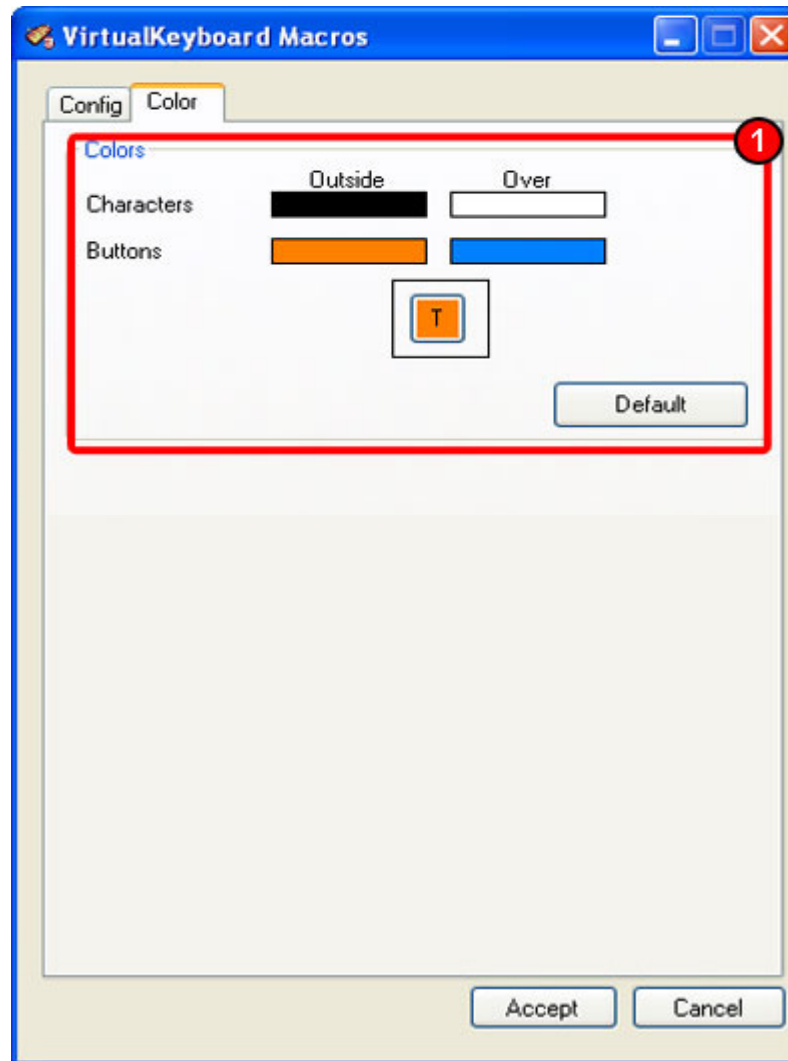 VirtualKeyboard Macros
Config Color
1
Colors
Outside Over
Characters
Buttons
T
Default
Accept Cancel